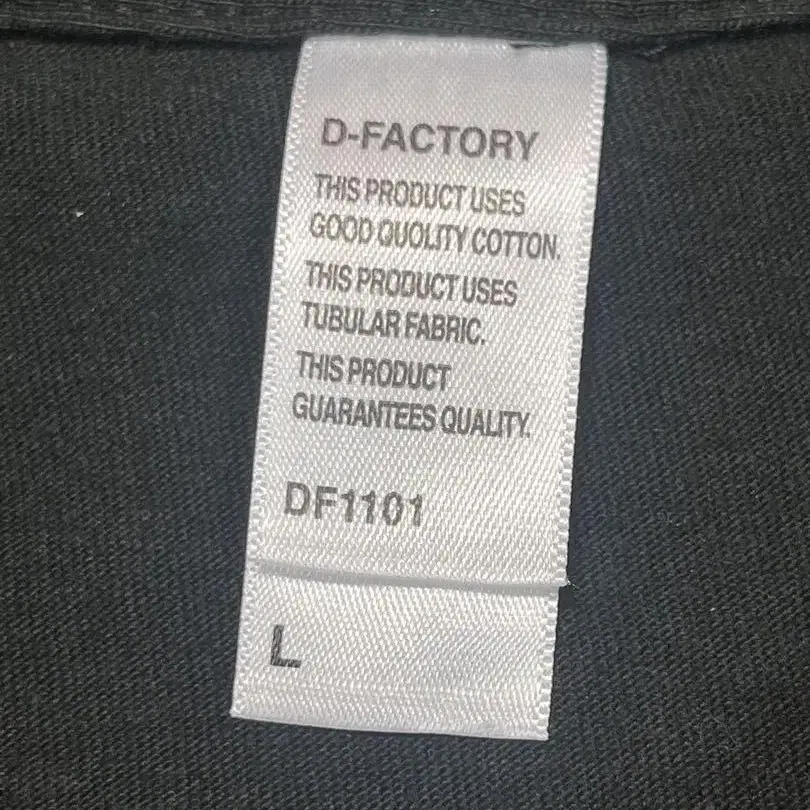 D-FACTORY
THIS PRODUCT USES
GOOD QUOLITY COTTON.
THIS PRODUCT USES
TUBULAR FABRIC.
THIS PRODUCT
GUARANTEES QUALITY.
DF1101
L